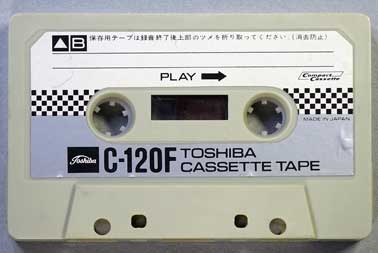 ▲B 保存用テープは録音終了後上部のツメを折り取ってください。(消去防止)
PLAY
Compact Cassette
MADE IN JAPAN
Toshiba
C-120F TOSHIBA
CASSETTE TAPE